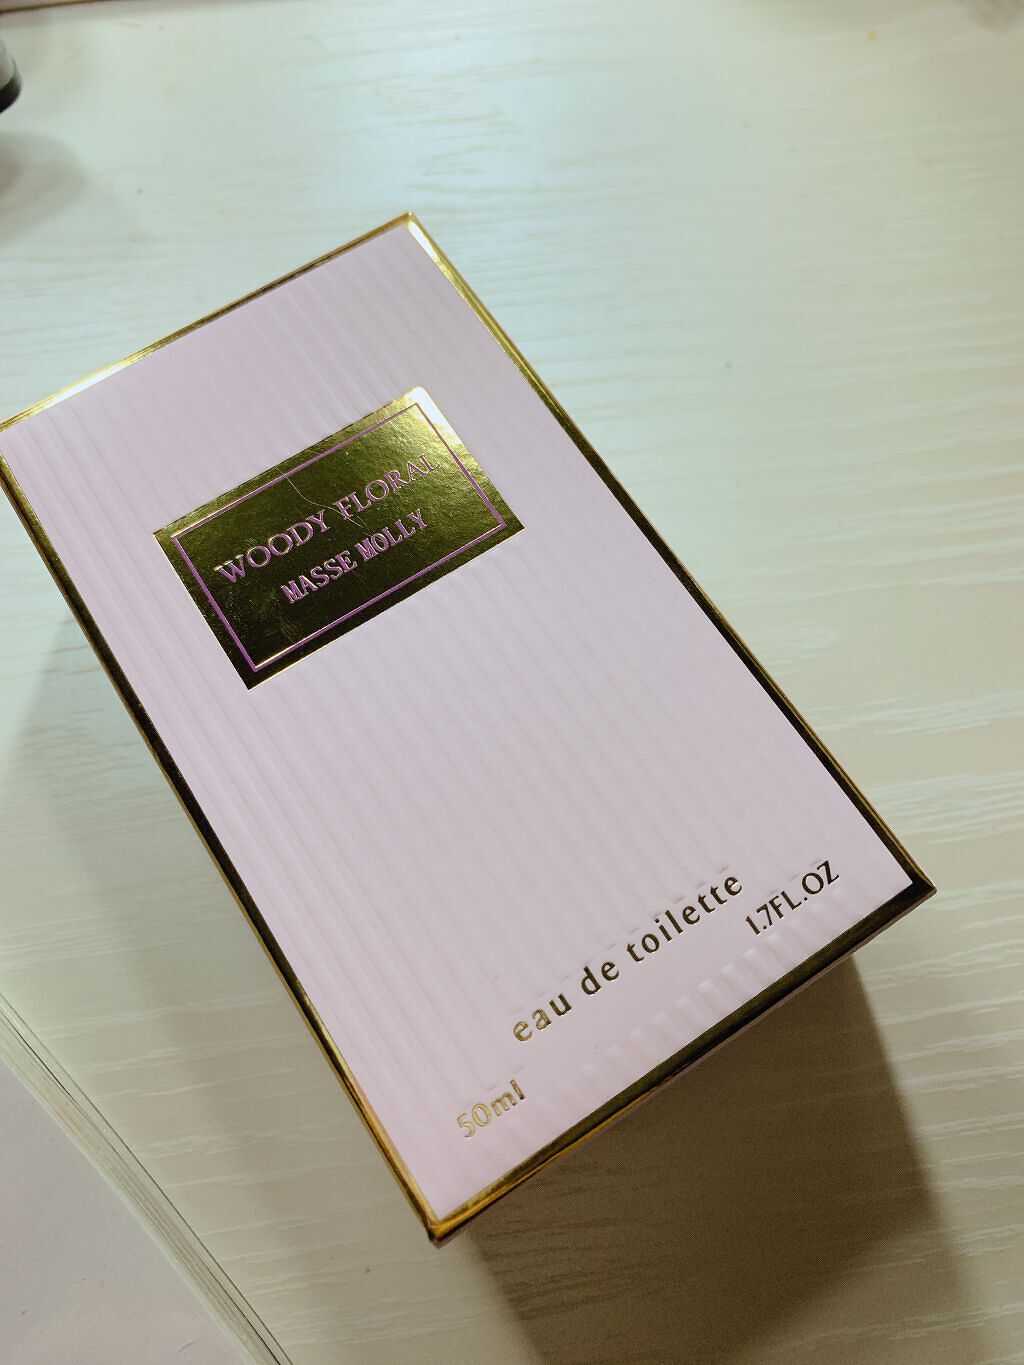 WOODY FLORAL
MASSE MOLLY
eau de toilette
50ml
1.7FL.OZ